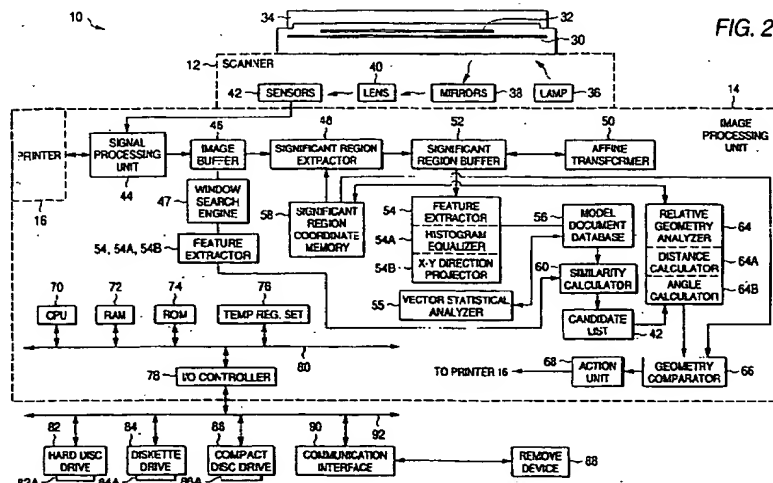 FIG. 2
10
34
32
30
12
SCANNER
42
SENSORS
40
LENS
MIRRORS
38
LAMP
36
14
IMAGE
PROCESSING
UNIT
PRINTER
16
SIGNAL
PROCESSING
UNIT
44
46
IMAGE
BUFFER
48
SIGNIFICANT REGION
EXTRACTOR
52
SIGNIFICANT
REGION BUFFER
50
AFFINE
TRANSFORMER
47
WINDOW
SEARCH
ENGINE
54, 54A, 54B
FEATURE
EXTRACTOR
58
SIGNIFICANT
REGION
COORDINATE
MEMORY
54
FEATURE
EXTRACTOR
54A
HISTOGRAM
EQUALIZER
54B
X-Y DIRECTION
PROJECTOR
55
VECTOR STATISTICAL
ANALYZER
56
MODEL
DOCUMENT
DATABASE
60
SIMILARITY
CALCULATOR
CANDIDATE
LIST
42
RELATIVE
GEOMETRY
ANALYZER
64
DISTANCE
CALCULATOR
64A
ANGLE
CALCULATOR
64B
GEOMETRY
COMPARATOR
66
68
ACTION
UNIT
TO PRINTER 16
70
CPU
72
RAM
74
ROM
76
TEMP REG. SET
80
78
I/O CONTROLLER
92
82
HARD DISC
DRIVE
82A
84
DISKETTE
DRIVE
84A
88
COMPACT
DISC DRIVE
86A
90
COMMUNICATION
INTERFACE
REMOVE
DEVICE
88